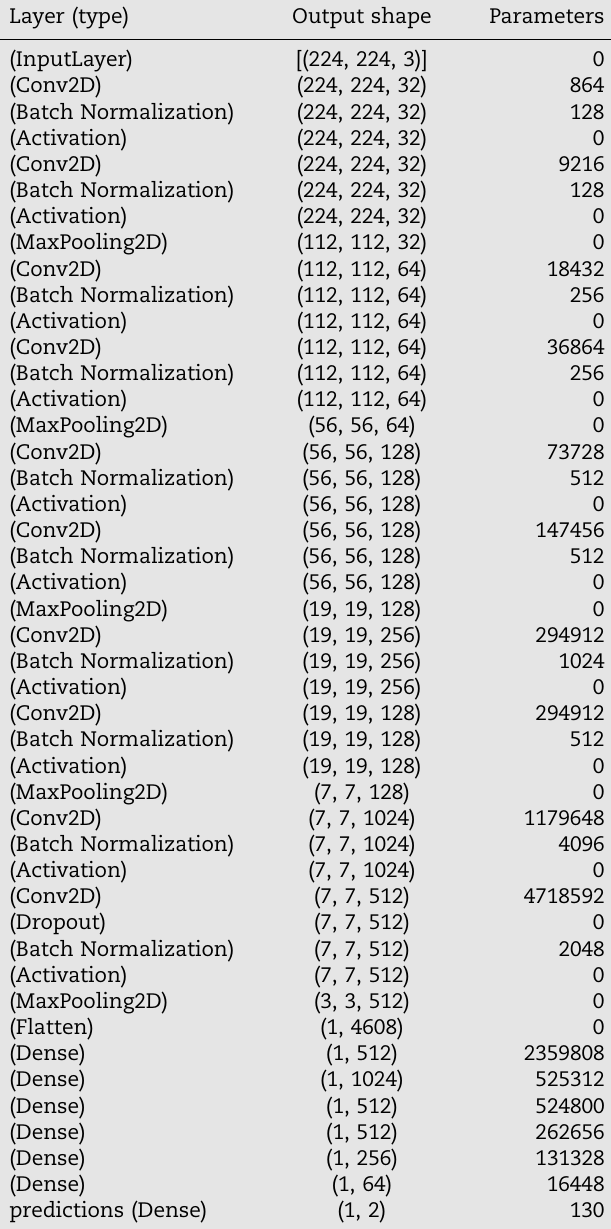 Layer (type) Output shape Parameters
(InputLayer) [(224, 224, 3)] 0
(Conv2D) (224, 224, 32) 864
(Batch Normalization) (224, 224, 32) 128
(Activation) (224, 224, 32) 0
(Conv2D) (224, 224, 32) 9216
(Batch Normalization) (224, 224, 32) 128
(Activation) (224, 224, 32) 0
(MaxPooling2D) (112, 112, 32) 0
(Conv2D) (112, 112, 64) 18432
(Batch Normalization) (112, 112, 64) 256
(Activation) (112, 112, 64) 0
(Conv2D) (112, 112, 64) 36864
(Batch Normalization) (112, 112, 64) 256
(Activation) (112, 112, 64) 0
(MaxPooling2D) (56, 56, 64) 0
(Conv2D) (56, 56, 128) 73728
(Batch Normalization) (56, 56, 128) 512
(Activation) (56, 56, 128) 0
(Conv2D) (56, 56, 128) 147456
(Batch Normalization) (56, 56, 128) 512
(Activation) (56, 56, 128) 0
(MaxPooling2D) (19, 19, 128) 0
(Conv2D) (19, 19, 256) 294912
(Batch Normalization) (19, 19, 256) 1024
(Activation) (19, 19, 256) 0
(Conv2D) (19, 19, 128) 294912
(Batch Normalization) (19, 19, 128) 512
(Activation) (19, 19, 128) 0
(MaxPooling2D) (7, 7, 128) 0
(Conv2D) (7, 7, 1024) 1179648
(Batch Normalization) (7, 7, 1024) 4096
(Activation) (7, 7, 1024) 0
(Conv2D) (7, 7, 512) 4718592
(Dropout) (7, 7, 512) 0
(Batch Normalization) (7, 7, 512) 2048
(Activation) (7, 7, 512) 0
(MaxPooling2D) (3, 3, 512) 0
(Flatten) (1, 4608) 0
(Dense) (1, 512) 2359808
(Dense) (1, 1024) 525312
(Dense) (1, 512) 524800
(Dense) (1, 512) 262656
(Dense) (1, 256) 131328
(Dense) (1, 64) 16448
predictions (Dense) (1, 2) 130